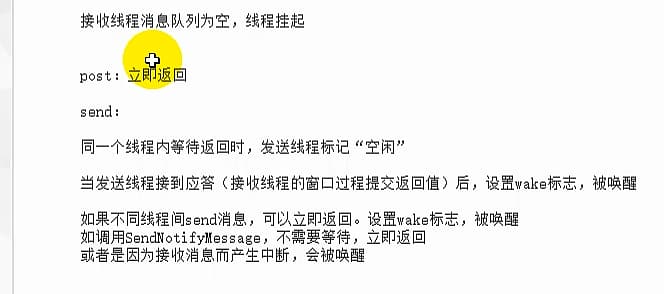 接收线程消息队列为空，线程挂起
post：立即返回
send：
同一个线程内等待返回时，发送线程标记“空闲”
当发送线程接到应答（接收线程的窗口过程提交返回值）后，设置wake标志，被唤醒
如果不同线程间send消息，可以立即返回。设置wake标志，被唤醒
如调用SendNotifyMessage，不需要等待，立即返回
或者是因为接收消息而产生中断，会被唤醒